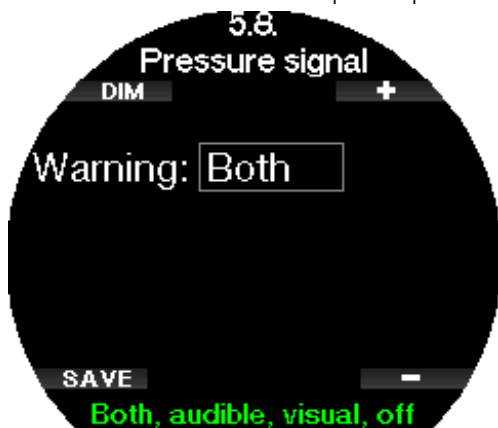 5.8.
Pressure signal
DIM +
Warning: Both
SAVE -
Both, audible, visual, off